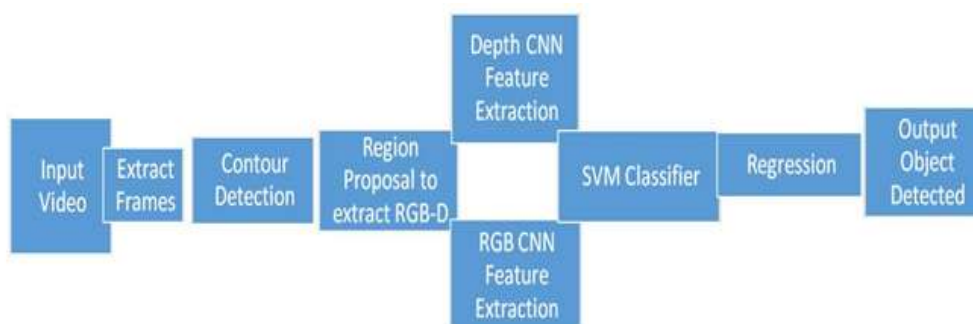 Input
Video
Extract
Frames
Contour
Detection
Region
Proposal to
extract RGB-D
Depth CNN
Feature
Extraction
RGB CNN
Feature
Extraction
SVM Classifier
Regression
Output
Object
Detected